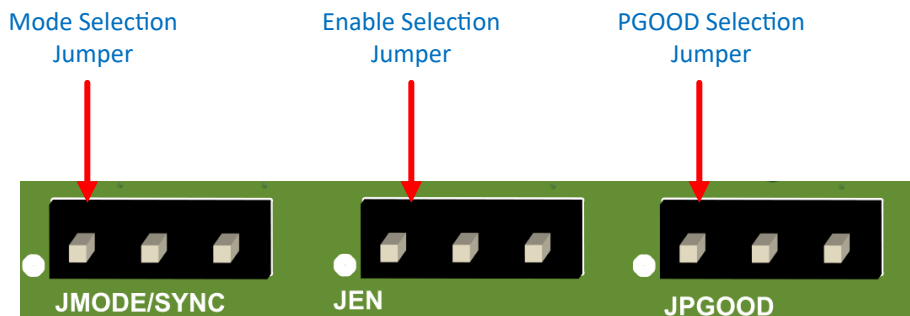 Mode Selection
Jumper
Enable Selection
Jumper
PGOOD Selection
Jumper
JMODE/SYNC
JEN
JPGOOD